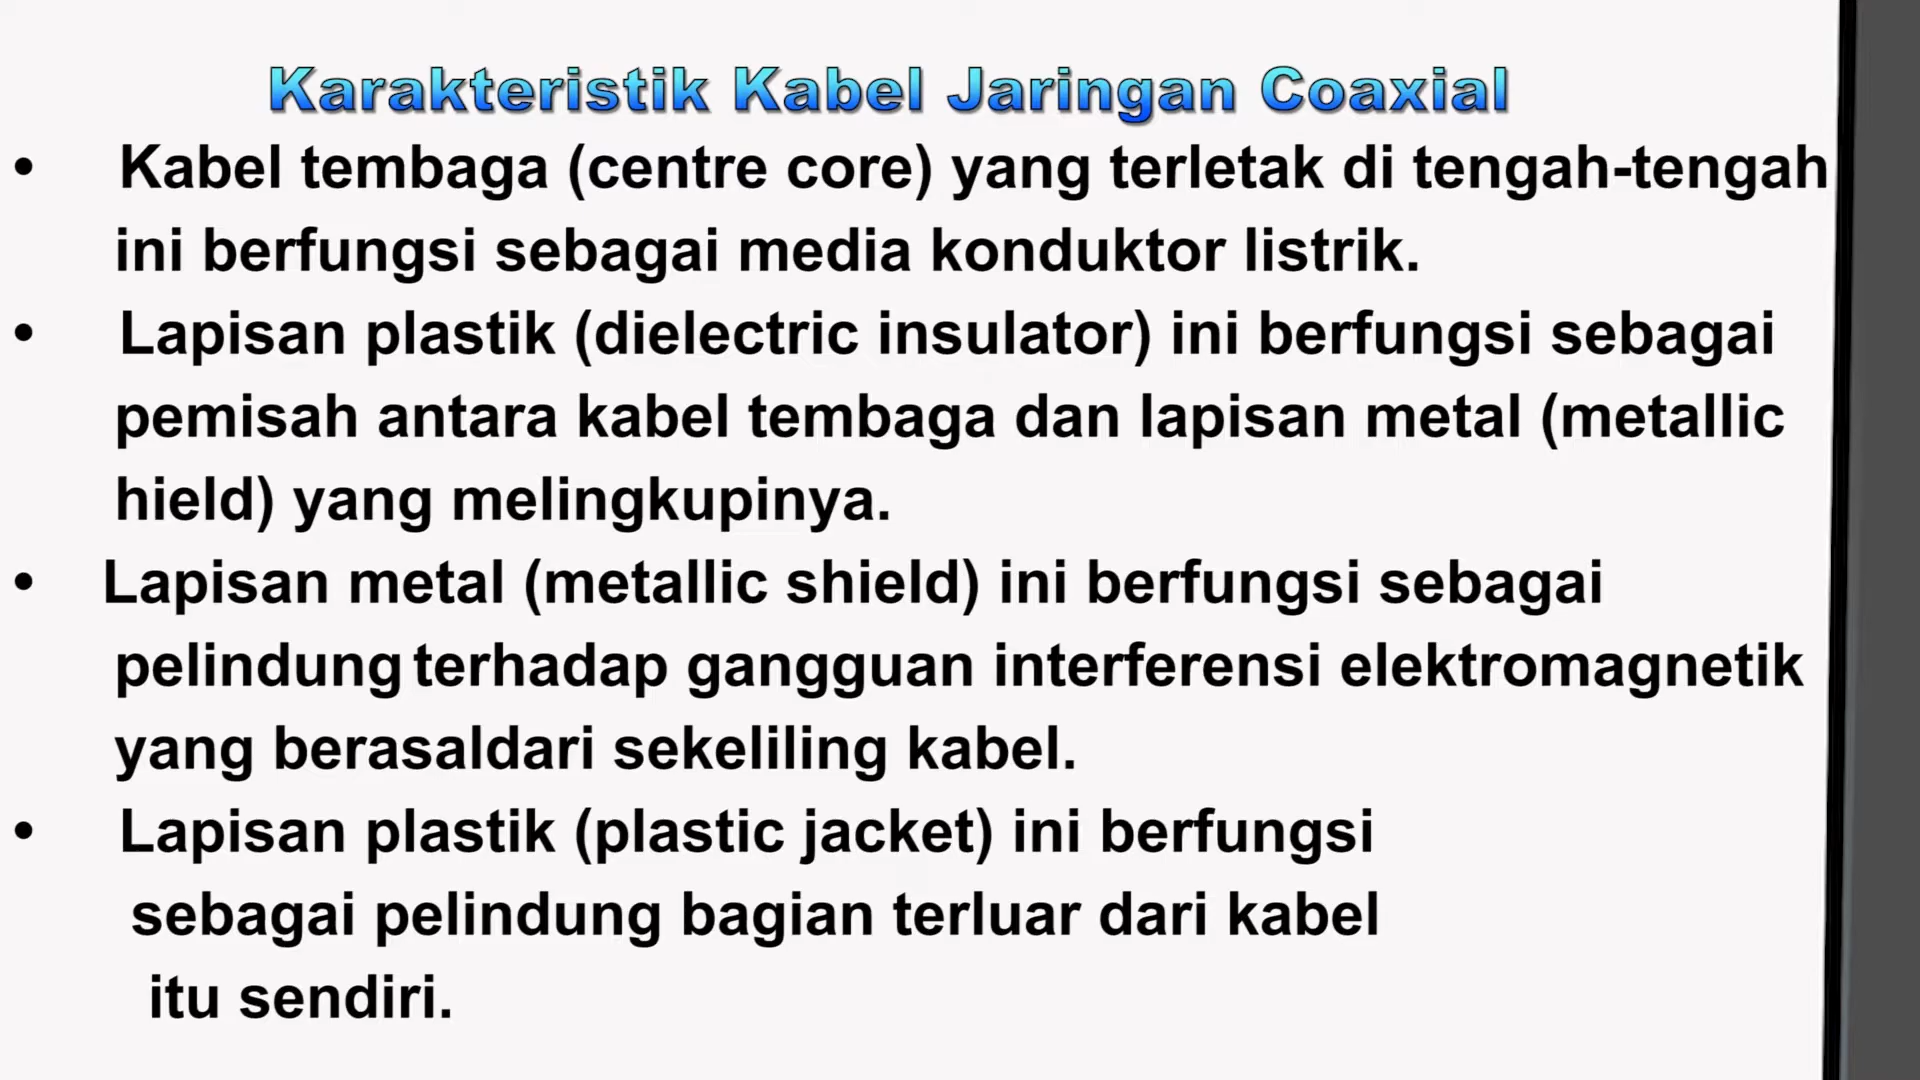 Karakteristik Kabel Jaringan Coaxial
• Kabel tembaga (centre core) yang terletak di tengah-tengah
ini berfungsi sebagai media konduktor listrik.
• Lapisan plastik (dielectric insulator) ini berfungsi sebagai
pemisah antara kabel tembaga dan lapisan metal (metallic
hield) yang melingkupinya.
• Lapisan metal (metallic shield) ini berfungsi sebagai
pelindung terhadap gangguan interferensi elektromagnetik
yang berasaldari sekeliling kabel.
• Lapisan plastik (plastic jacket) ini berfungsi
sebagai pelindung bagian terluar dari kabel
itu sendiri.